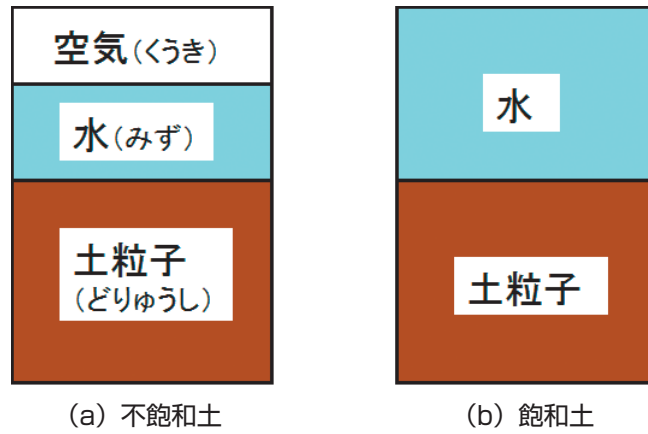 空気(くうき)
水(みず)
土粒子
(どりゅうし)
(a) 不飽和土
水
土粒子
(b) 飽和土